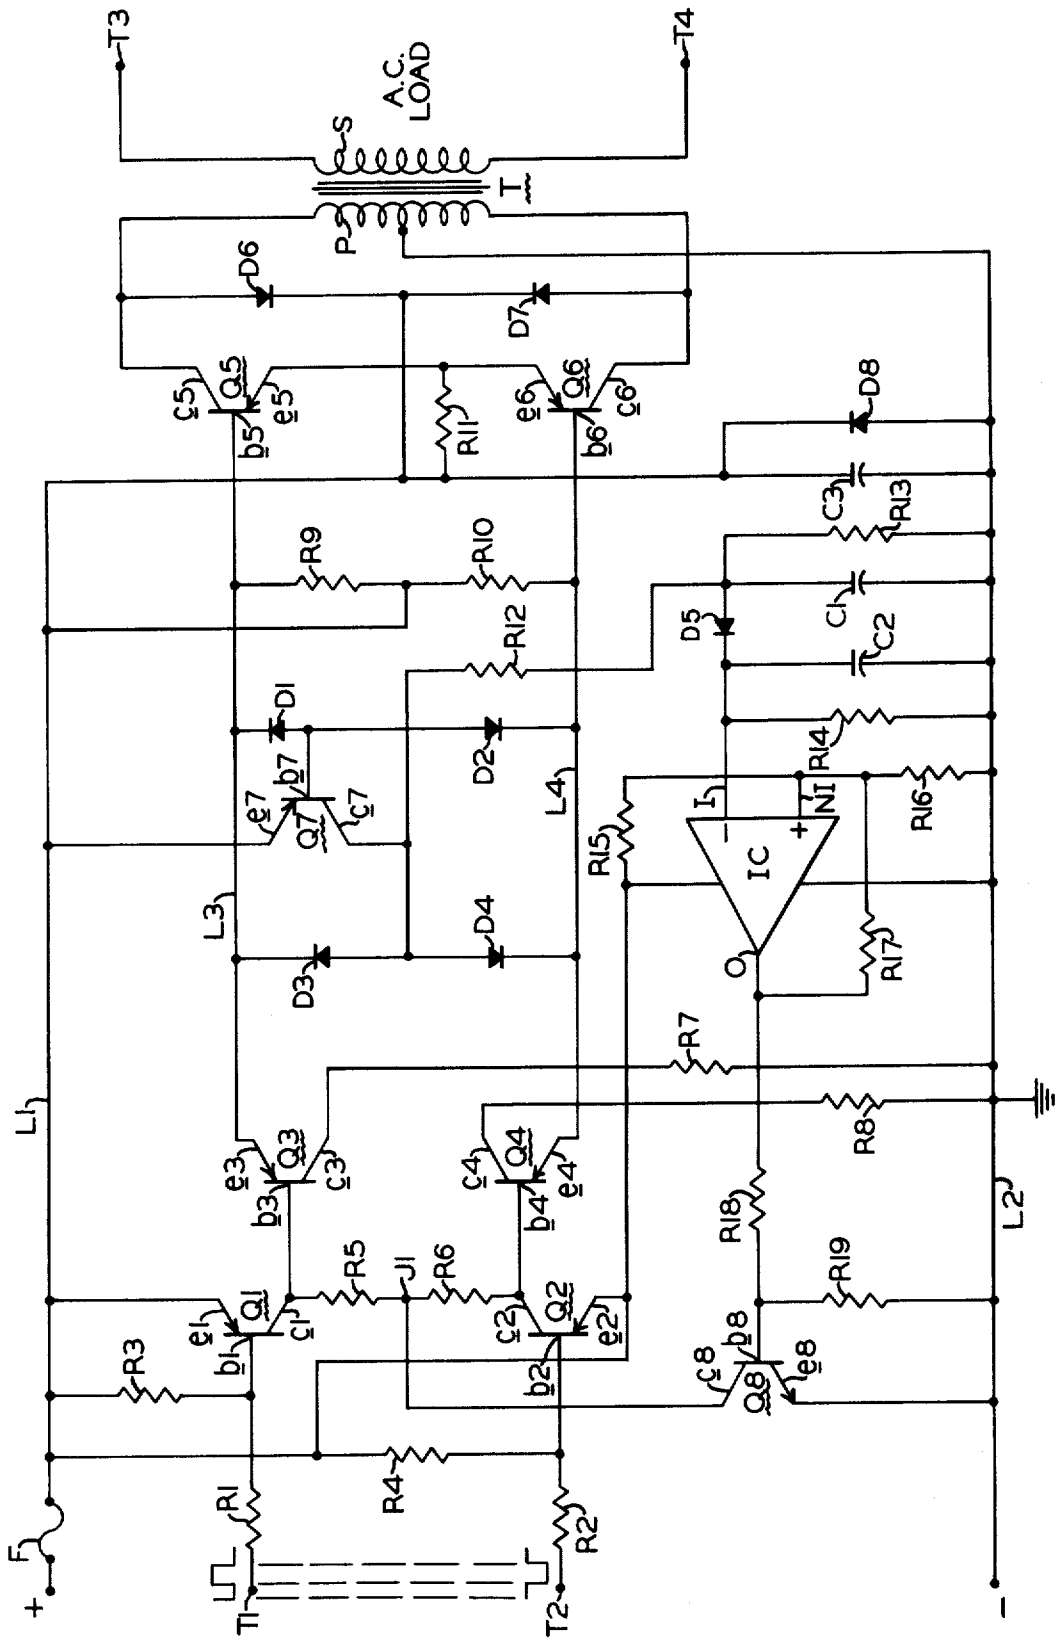 F
+
T1
T2
R1
R2
R3
R4
L1
e1
Q1
b1
c1
R5
J1
R6
c2
Q2
b2
e2
c8
Q8
b8
e8
R18
R19
L2
-
e3
Q3
b3
c3
c4
Q4
b4
e4
R7
R8
L3
D3
D4
L4
e7
Q7
b7
c7
D1
D2
R12
R9
R10
O
IC
I
-
+
NI
R15
R16
R17
R14
D5
C2
C1
R13
C3
D8
c5
Q5
b5
e5
R11
e6
Q6
b6
c6
D6
D7
P
S
T
A.C.
LOAD
T3
T4